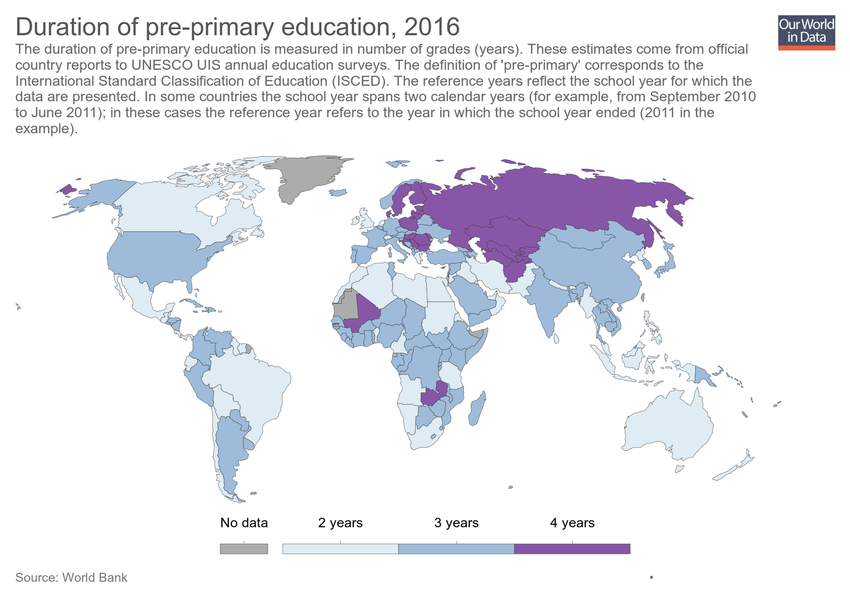 Duration of pre-primary education, 2016
Our World
in Data
The duration of pre-primary education is measured in number of grades (years). These estimates come from official
country reports to UNESCO UIS annual education surveys. The definition of 'pre-primary' corresponds to the
International Standard Classification of Education (ISCED). The reference years reflect the school year for which the
data are presented. In some countries the school year spans two calendar years (for example, from September 2010
to June 2011); in these cases the reference year refers to the year in which the school year ended (2011 in the
example).
No data
2 years
3 years
4 years
Source: World Bank